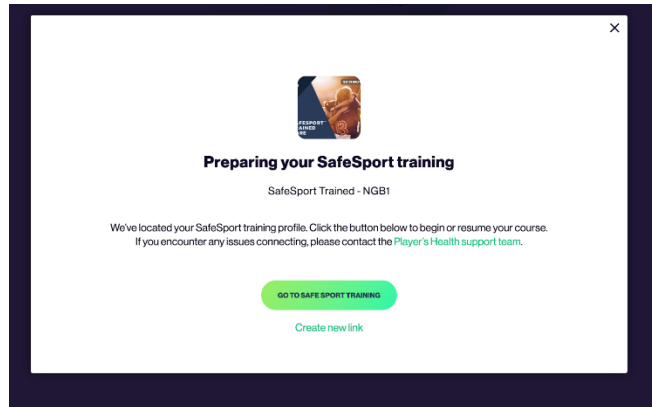 Preparing your SafeSport training
SafeSport Trained - NGB1
We've located your SafeSport training profile. Click the button below to begin or resume your course.
If you encounter any issues connecting, please contact the Player's Health support team.
GO TO SAFE SPORT TRAINING
Create new link